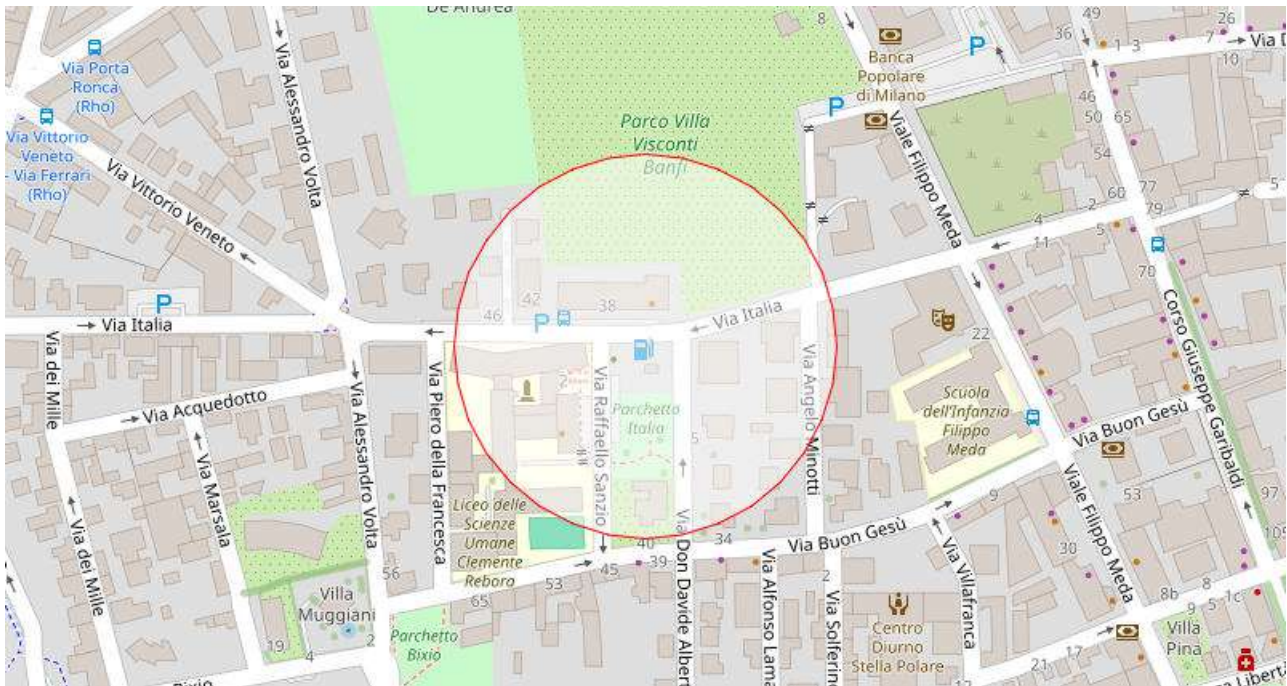 De Andrea
8
49
26
36
1
3
7
Via D
10
Via Porta
Ronca
(Rho)
Via Alessandro Volta
P
Banca
Popolare
di Milano
P
46
50
65
54
Via Vittorio
Veneto
- Via Ferrari
(Rho)
Parco Villa
Visconti
Banfi
Viale Filippo Meda
Via Vittorio Veneto
77
60
79
2
5
4
11
5
70
P
46
42
38
P
Via Italia
Via Italia
22
Corso Giuseppe Garibaldi
Via dei Mille
Via Acquedotto
Via Piero della Francesca
2
Via Raffaello Sanzio
Parchetto
Italia
5
Via Angelo Minotti
Scuola
dell'Infanzia
Filippo
Meda
Via Buon Gesù
Via Marsala
Via Alessandro Volta
Liceo delle
Scienze
Umane
Clemente
Rebora
Via Don Davide Albert
9
53
97
105
Via dei Mille
Viale Filippo Meda
Via Buon Gesù
34
40
39
45
53
65
56
30
Via Villafranca
Villa
Muggiani
2
Via Alfonso Lama
2
Via Solferino
8
8b
1c
5
9
Parchetto
Bixio
Centro
Diurno
Stella Polare
Villa
Pina
19
4
17
21
Bixio
Liberta